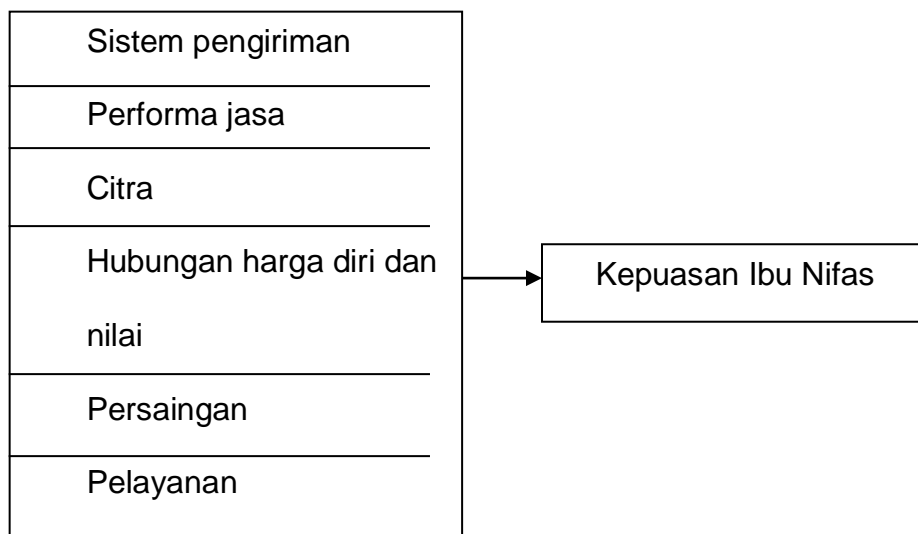 Sistem pengiriman
Performa jasa
Citra
Hubungan harga diri dan
nilai
Persaingan
Pelayanan
Kepuasan Ibu Nifas